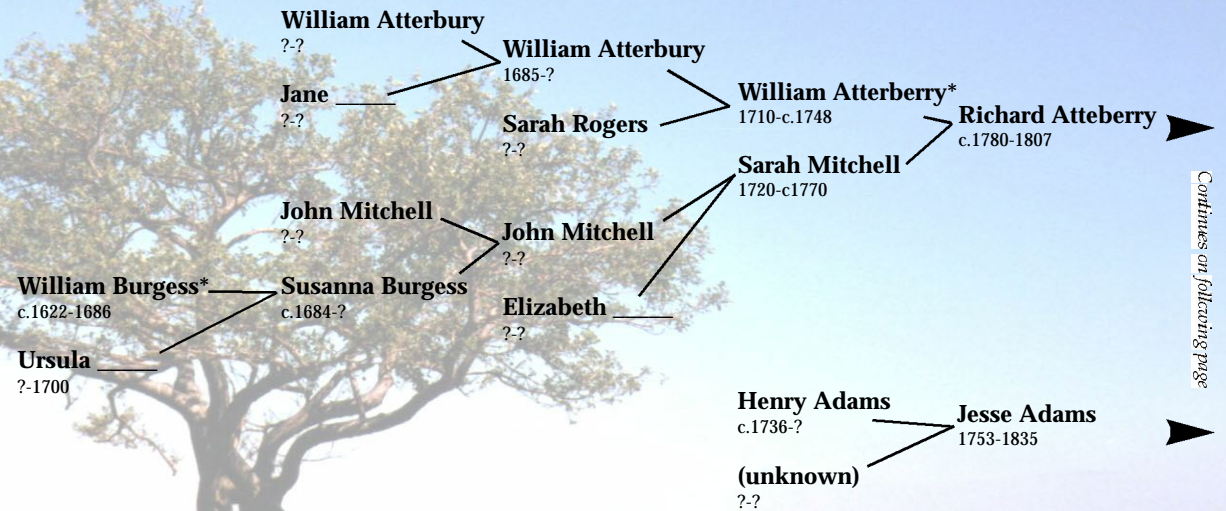 William Atterbury
?-?
Jane _____
?-?
William Atterbury
1685-?
Sarah Rogers
?-?
William Atterberry*
1710-c.1748
Sarah Mitchell
1720-c1770
Richard Atteberry
c.1780-1807
John Mitchell
?-?
William Burgess*
c.1622-1686
Ursula _____
?-1700
Susanna Burgess
c.1684-?
John Mitchell
?-?
Elizabeth _____
?-?
Henry Adams
c.1736-?
(unknown)
?-?
Jesse Adams
1753-1835
Continues on following page